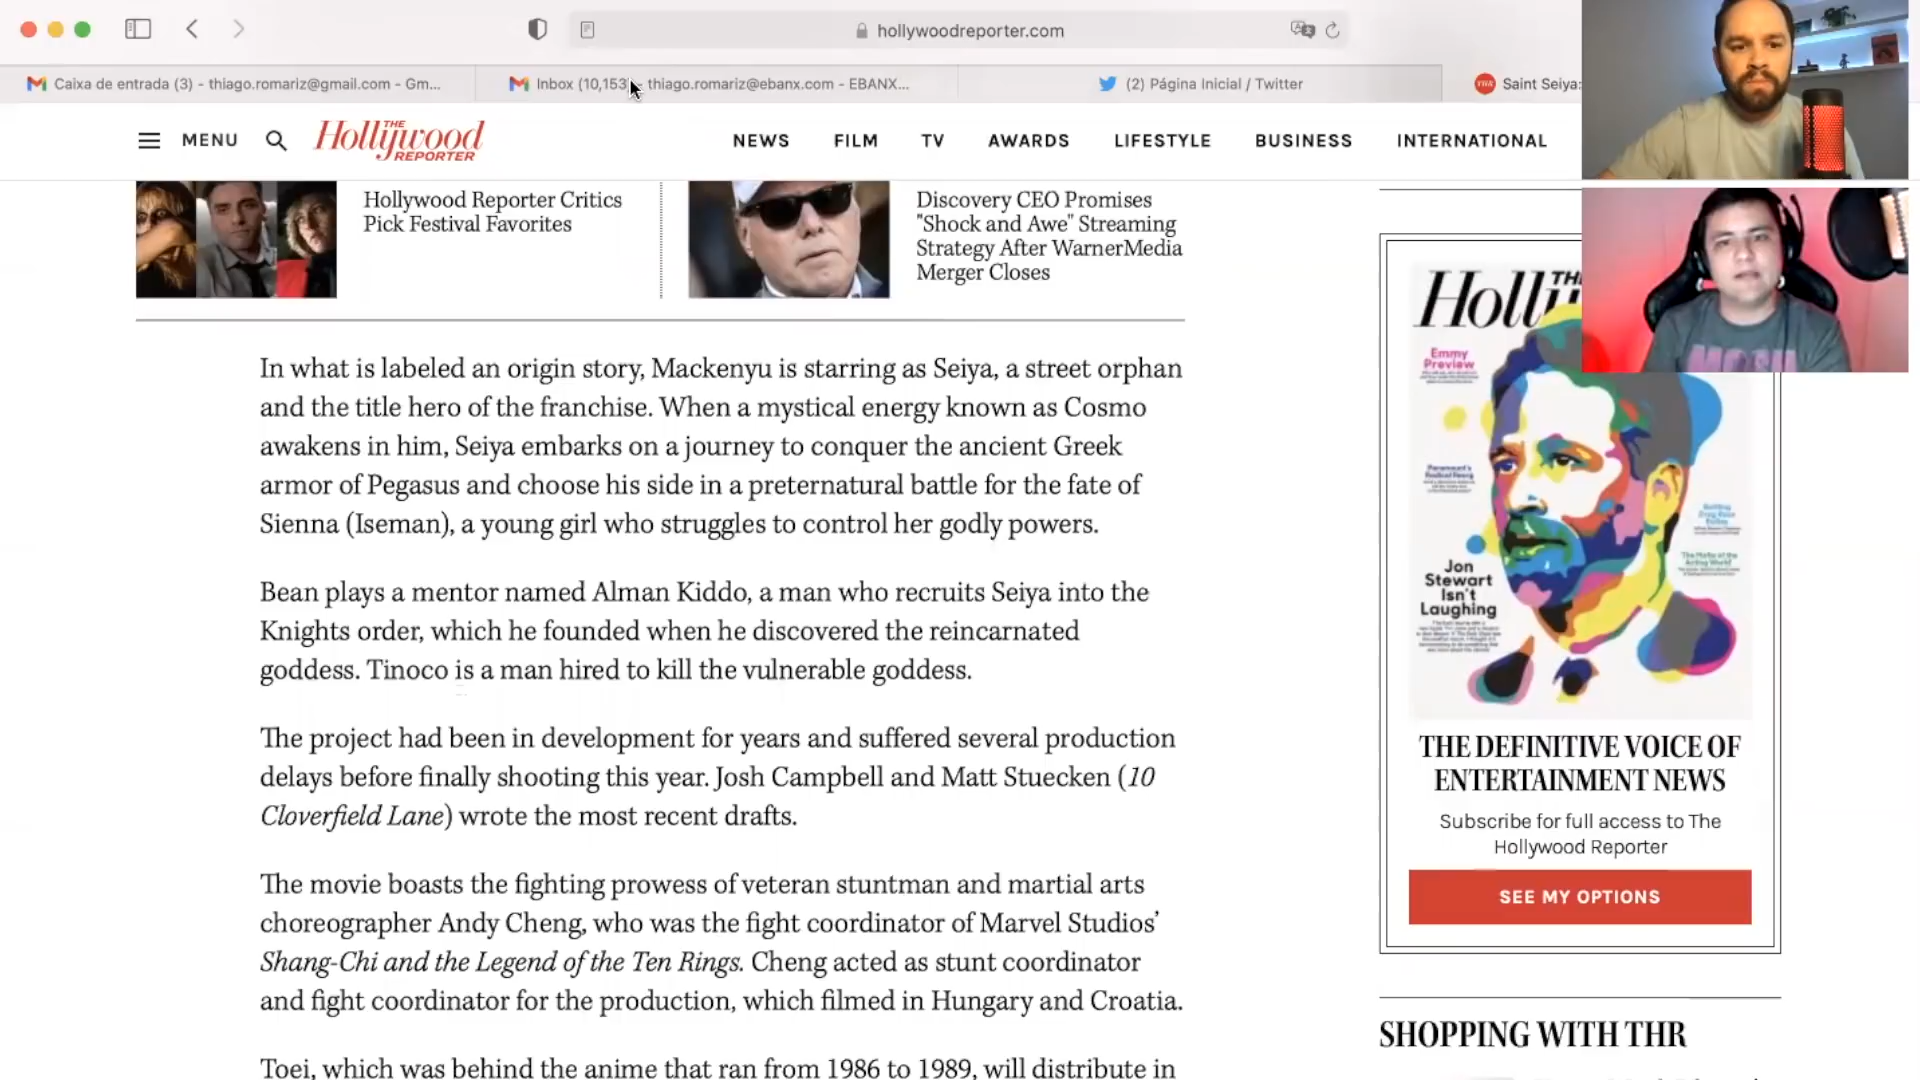 hollywoodreporter.com
Caixa de entrada (3) - thiago.romariz@gmail.com - Gm...
Inbox (10,153) - thiago.romariz@ebanx.com - EBANX...
(2) Página Inicial / Twitter
THR Saint Seiya:
MENU
THE
Hollywood
REPORTER
NEWS FILM TV AWARDS LIFESTYLE BUSINESS INTERNATIONAL
Hollywood Reporter Critics
Pick Festival Favorites
Discovery CEO Promises
"Shock and Awe" Streaming
Strategy After WarnerMedia
Merger Closes
In what is labeled an origin story, Mackenyu is starring as Seiya, a street orphan
and the title hero of the franchise. When a mystical energy known as Cosmo
awakens in him, Seiya embarks on a journey to conquer the ancient Greek
armor of Pegasus and choose his side in a preternatural battle for the fate of
Sienna (Iseman), a young girl who struggles to control her godly powers.
Bean plays a mentor named Alman Kiddo, a man who recruits Seiya into the
Knights order, which he founded when he discovered the reincarnated
goddess. Tinoco is a man hired to kill the vulnerable goddess.
The project had been in development for years and suffered several production
delays before finally shooting this year. Josh Campbell and Matt Stuecken (10
Cloverfield Lane) wrote the most recent drafts.
The movie boasts the fighting prowess of veteran stuntman and martial arts
choreographer Andy Cheng, who was the fight coordinator of Marvel Studios’
Shang-Chi and the Legend of the Ten Rings. Cheng acted as stunt coordinator
and fight coordinator for the production, which filmed in Hungary and Croatia.
Toei, which was behind the anime that ran from 1986 to 1989, will distribute in
THE
Holly
Emmy
Preview
Jon
Stewart
Isn't
Laughing
THE DEFINITIVE VOICE OF
ENTERTAINMENT NEWS
Subscribe for full access to The
Hollywood Reporter
SEE MY OPTIONS
SHOPPING WITH THR